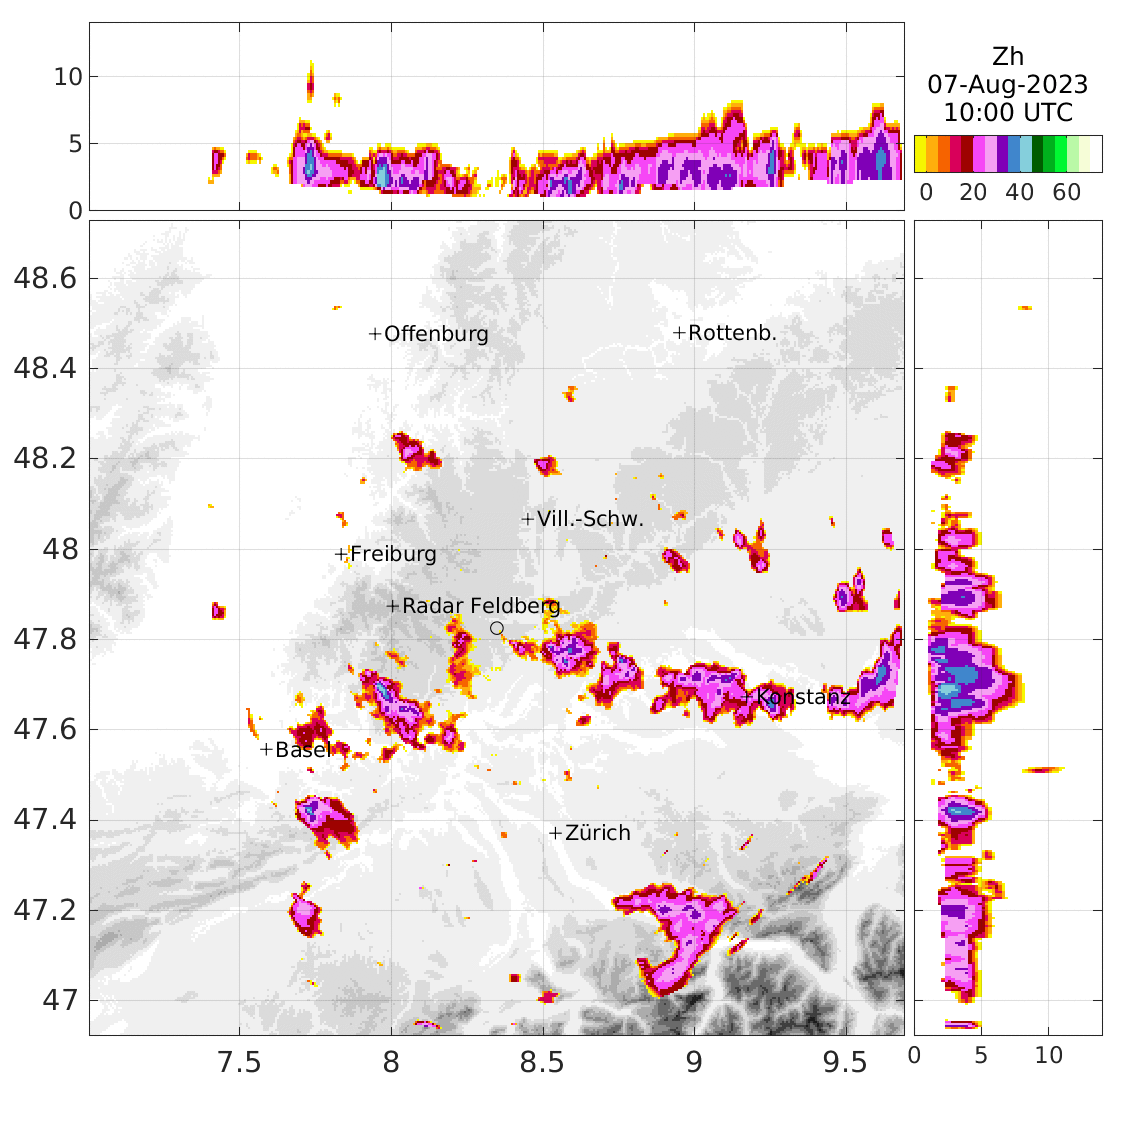 10
5
0
Zh
07-Aug-2023
10:00 UTC
0 20 40 60
48.6
48.4
48.2
48
47.8
47.6
47.4
47.2
47
Offenburg
Rottenb.
Vill.-Schw.
Freiburg
Radar Feldberg
Konstanz
Basel
Zürich
7.5 8 8.5 9 9.5
0 5 10